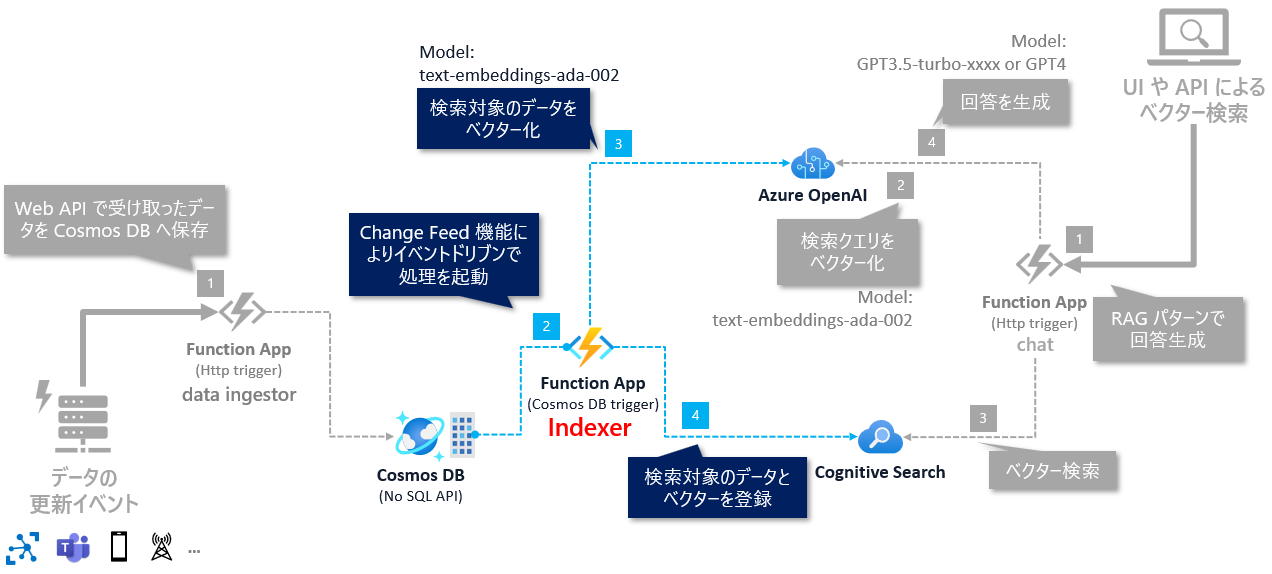 Model:
text-embeddings-ada-002
検索対象のデータを
ベクター化
3
Model:
GPT3.5-turbo-xxxx or GPT4
回答を生成
4
UI や API による
ベクター検索
Azure OpenAI
2
検索クエリを
ベクター化
Model:
text-embeddings-ada-002
Web API で受け取ったデー
タを Cosmos DB へ保存
1
Function App
(Http trigger)
data ingestor
データの
更新イベント
T
...
Change Feed 機能に
よりイベントドリブンで
処理を起動
2
Function App
(Cosmos DB trigger)
Indexer
Cosmos DB
(No SQL API)
4
検索対象のデータと
ベクターを登録
Cognitive Search
1
Function App
(Http trigger)
chat
RAG パターンで
回答生成
3
ベクター検索